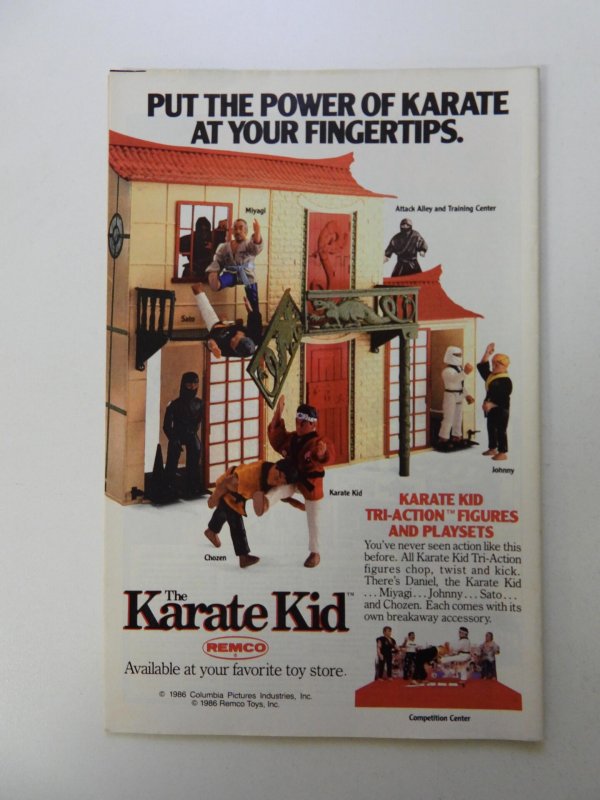 PUT THE POWER OF KARATE
AT YOUR FINGERTIPS.
Miyagi
Attack Alley and Training Center
Sato
Johnny
Karate Kid
Chozen
KARATE KID
TRI-ACTION™ FIGURES
AND PLAYSETS
You've never seen action like this
before. All Karate Kid Tri-Action
figures chop, twist and kick.
There's Daniel, the Karate Kid
...Miyagi...Johnny...Sato...
and Chozen. Each comes with its
own breakaway accessory.
The
Karate Kid™
REMCO
Available at your favorite toy store.
© 1986 Columbia Pictures Industries, Inc.
© 1986 Remco Toys, Inc.
Competition Center